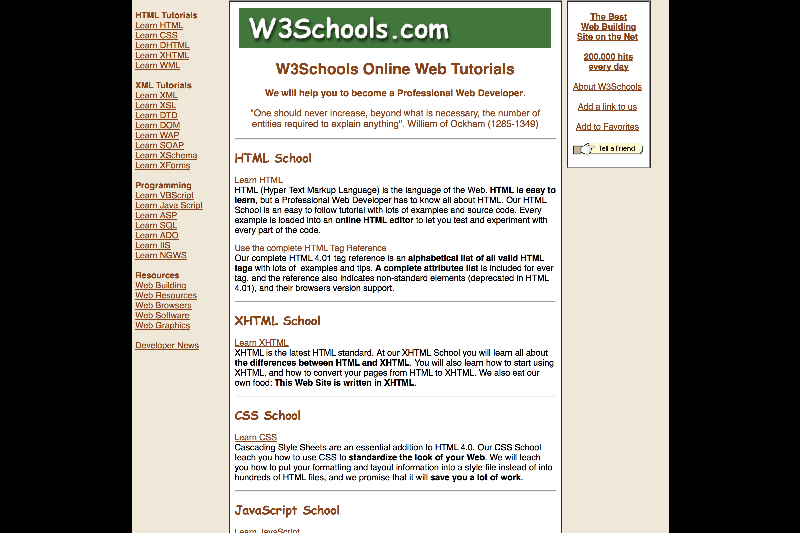 HTML Tutorials
Learn HTML
Learn CSS
Learn DHTML
Learn XHTML
Learn WML
XML Tutorials
Learn XML
Learn XSL
Learn DTD
Learn DOM
Learn WAP
Learn SOAP
Learn XSchema
Learn XForms
Programming
Learn VBScript
Learn Java Script
Learn ASP
Learn SQL
Learn ADO
Learn IIS
Learn NGWS
Resources
Web Building
Web Resources
Web Browsers
Web Software
Web Graphics
Developer News
W3Schools.com
W3Schools Online Web Tutorials
We will help you to become a Professional Web Developer.
"One should never increase, beyond what is necessary, the number of
entities required to explain anything". William of Ockham (1285-1349)
HTML School
Learn HTML
HTML (Hyper Text Markup Language) is the language of the Web. HTML is easy to
learn, but a Professional Web Developer has to know all about HTML. Our HTML
School is an easy to follow tutorial with lots of examples and source code. Every
example is loaded into an online HTML editor to let you test and experiment with
every part of the code.
Use the complete HTML Tag Reference
Our complete HTML 4.01 tag reference is an alphabetical list of all valid HTML
tags with lots of examples and tips. A complete attributes list is included for ever
tag, and the reference also indicates non-standard elements (deprecated in HTML
4.01), and their browsers version support.
XHTML School
Learn XHTML
XHTML is the latest HTML standard. At our XHTML School you will learn all about
the differences between HTML and XHTML. You will also learn how to start using
XHTML, and how to convert your pages from HTML to XHTML. We also eat our
own food: This Web Site is written in XHTML.
CSS School
Learn CSS
Cascading Style Sheets are an essential addition to HTML 4.0. Our CSS School
teach you how to use CSS to standardize the look of your Web. We will teach
you how to put your formatting and layout information into a style file instead of into
hundreds of HTML files, and we promise that it will save you a lot of work.
JavaScript School
Learn JavaScript
The Best
Web Building
Site on the Net
200.000 hits
every day
About W3Schools
Add a link to us
Add to Favorites
Tell a Friend